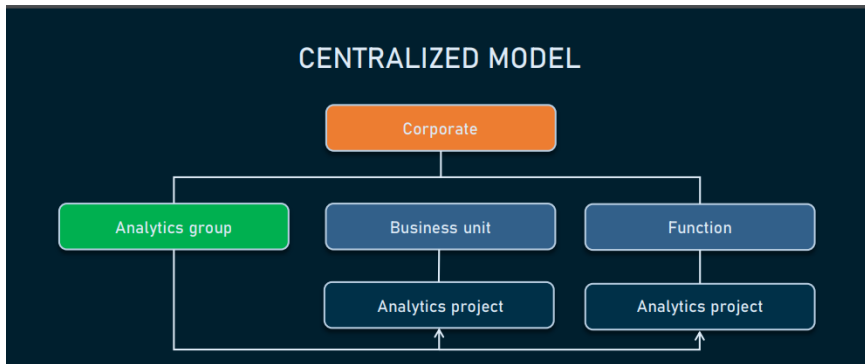 CENTRALIZED MODEL
Corporate
Analytics group
Business unit
Function
Analytics project
Analytics project